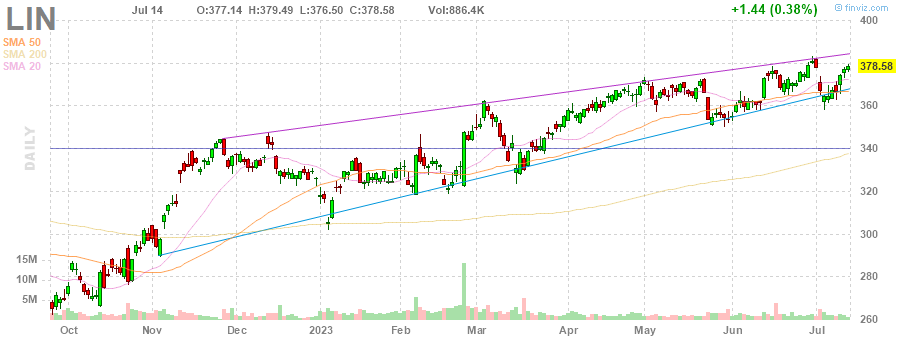 LIN Jul 14 O:377.14 H:379.49 L:376.50 C:378.58 Vol:886.4K +1.44 (0.38%) © finviz.com
SMA 50
SMA 200
SMA 20
DAILY
400
380
378.58
360
340
320
300
280
260
15M
10M
5M
Oct Nov Dec 2023 Feb Mar Apr May Jun Jul